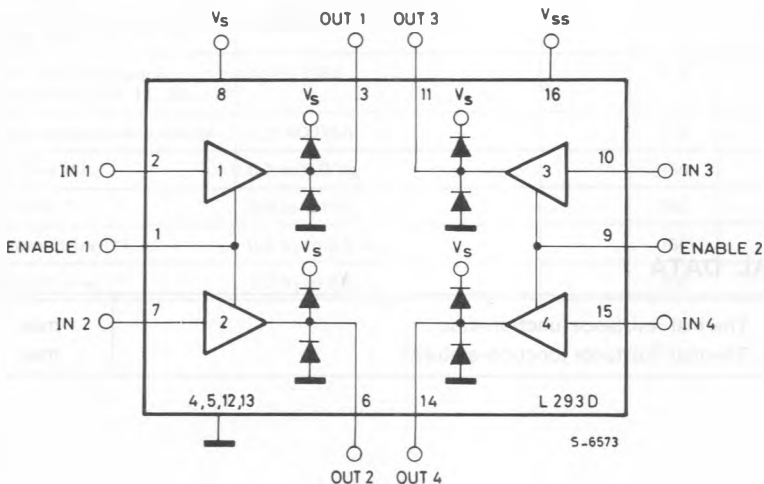 Vs OUT 1 OUT 3 Vss
8 Vs 3 11 Vs 16
IN 1 2 1 3 10 IN 3
ENABLE 1 1 9 ENABLE 2
Vs Vs
AL DATA
IN 2 7 2 4 15 IN 4
4,5,12,13 6 14 L293D
S-6573
OUT 2 OUT 4